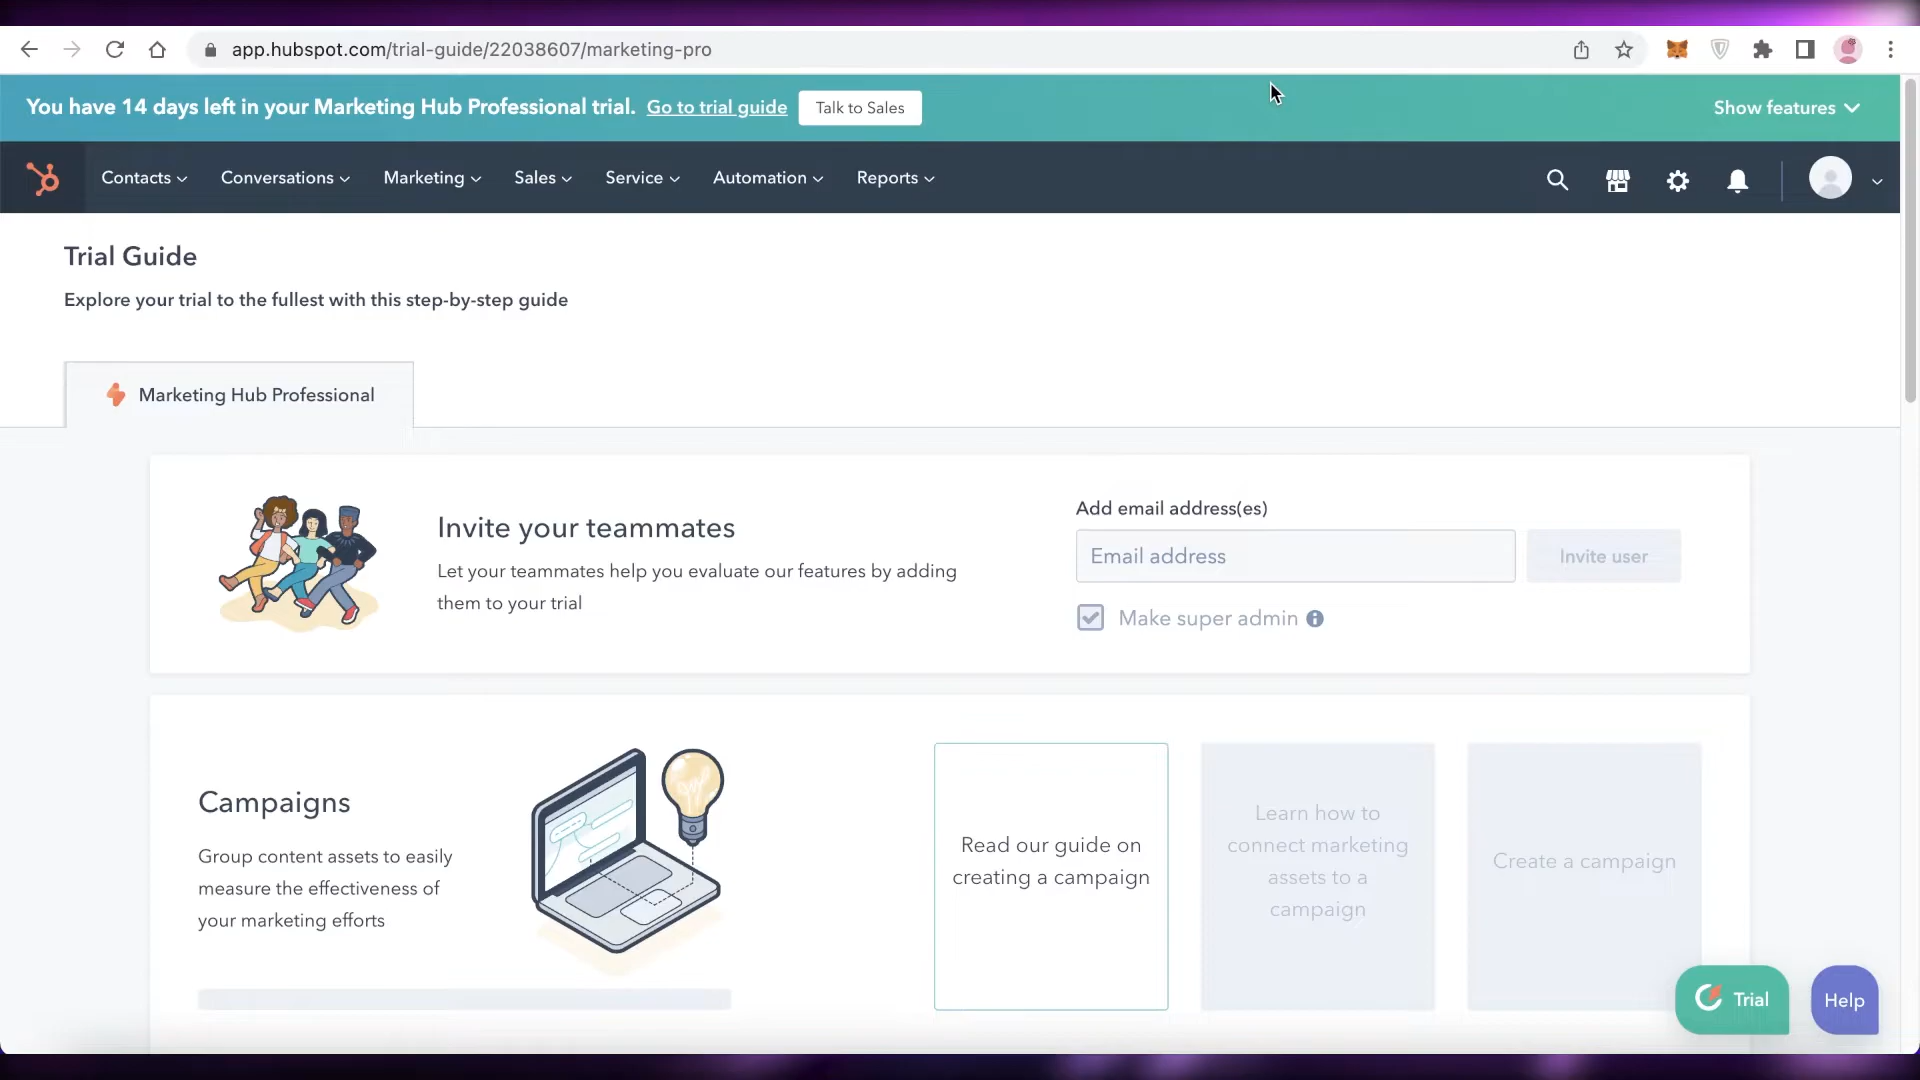 app.hubspot.com/trial-guide/22038607/marketing-pro
You have 14 days left in your Marketing Hub Professional trial. Go to trial guide Talk to Sales Show features
Contacts Conversations Marketing Sales Service Automation Reports
Trial Guide
Explore your trial to the fullest with this step-by-step guide
Marketing Hub Professional
Invite your teammates
Let your teammates help you evaluate our features by adding
them to your trial
Add email address(es)
Email address Invite user
Make super admin
Campaigns
Group content assets to easily
measure the effectiveness of
your marketing efforts
Read our guide on
creating a campaign
Learn how to
connect marketing
assets to a
campaign
Create a campaign
Trial Help